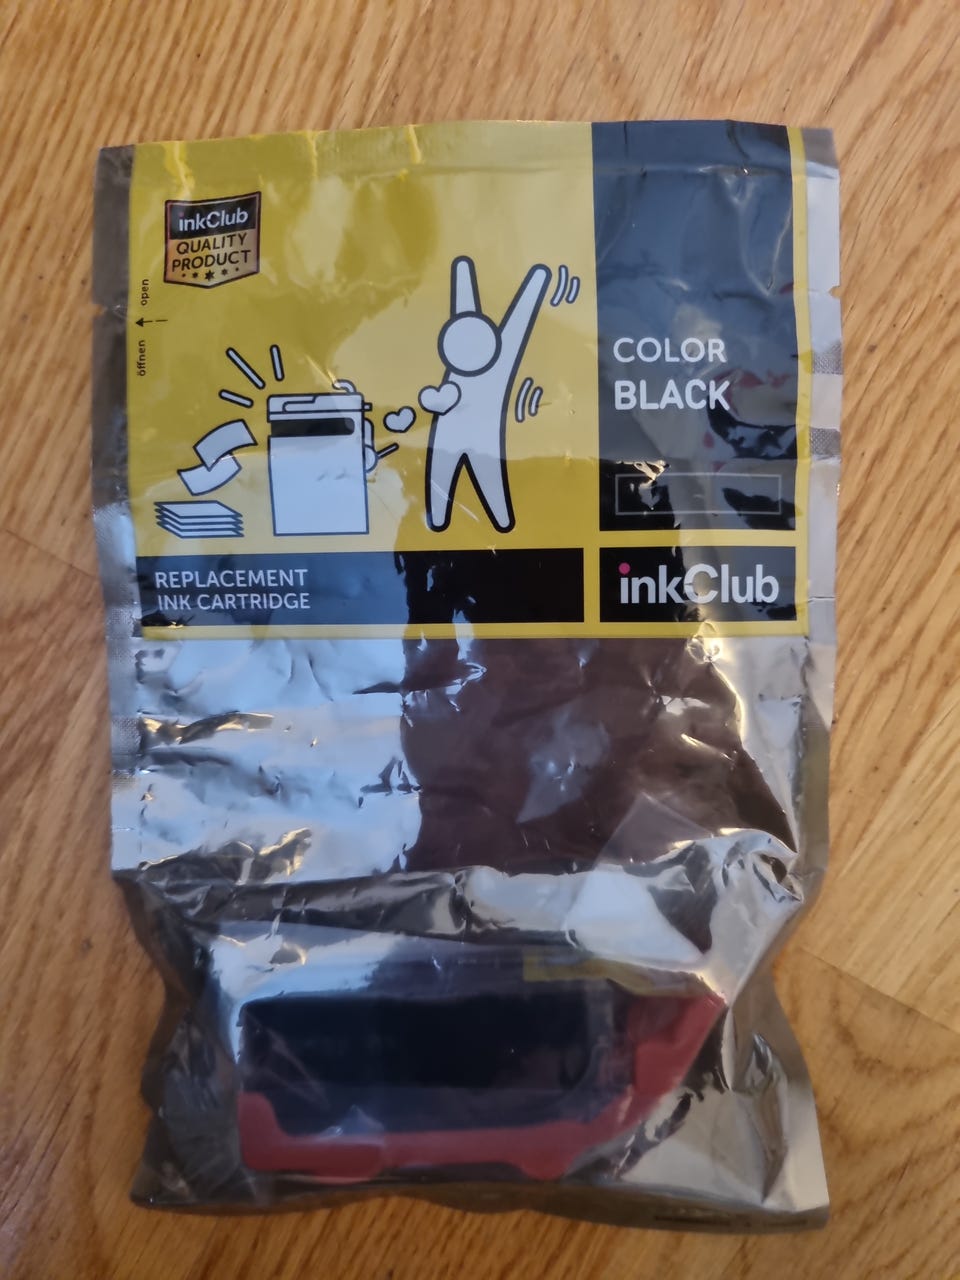 inkClub
QUALITY
PRODUCT
open
öffnen
COLOR
BLACK
REPLACEMENT
INK CARTRIDGE
inkClub